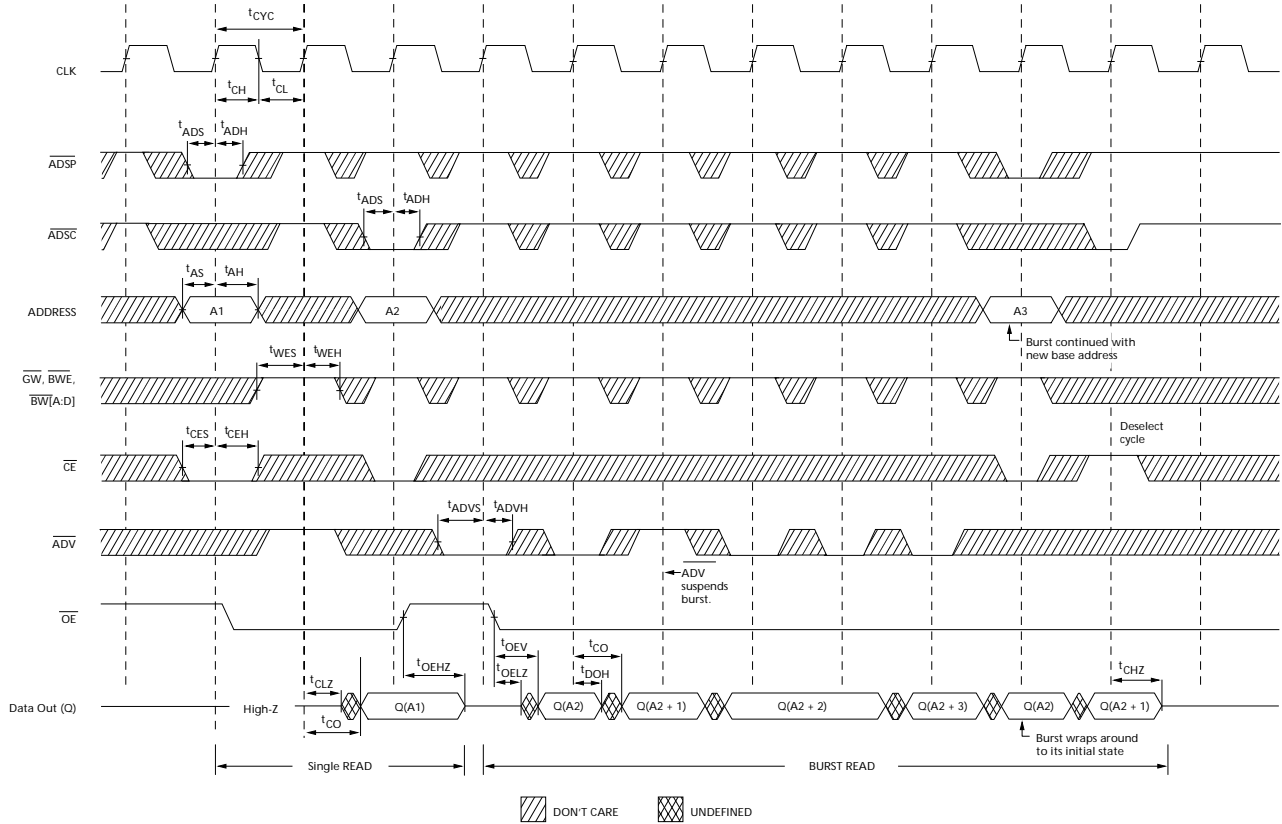 tCYC
CLK
tCH
tCL
tADS
tADH
ADSP
tADS
tADH
ADSC
tAS
tAH
ADDRESS
A1
A2
A3
Burst continued with
new base address
tWES
tWEH
GW, BWE,
BW[A:D]
tCES
tCEH
Deselect
cycle
CE
tADVS
tADVH
ADV
ADV
suspends
burst.
OE
tOEHZ
tOEV
tOELZ
tCO
tDOH
tCLZ
tCHZ
Data Out (Q)
High-Z
Q(A1)
Q(A2)
Q(A2 + 1)
Q(A2 + 2)
Q(A2 + 3)
Q(A2)
Q(A2 + 1)
tCO
Burst wraps around
to its initial state
Single READ
BURST READ
DON'T CARE
UNDEFINED